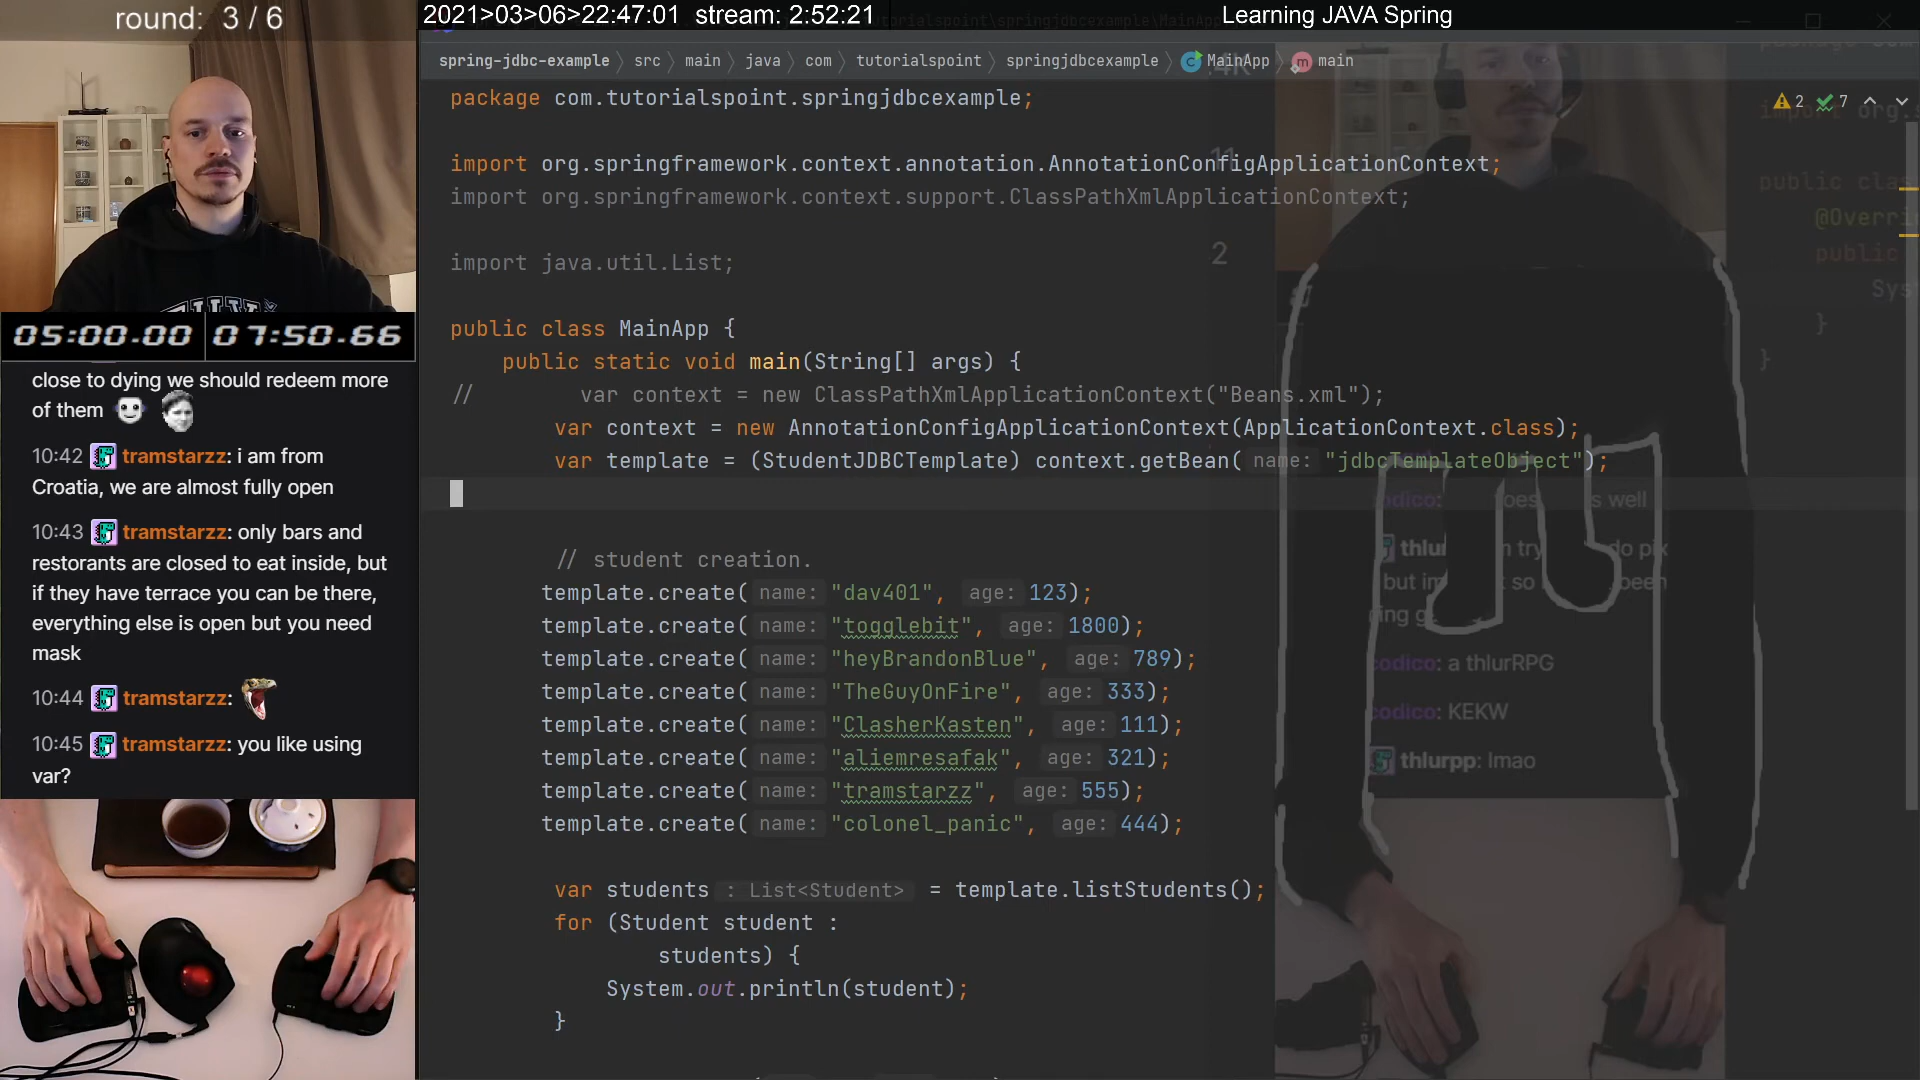 round: 3 / 6
2021>03>06>22:47:01 stream: 2:52:21
Learning JAVA Spring
spring-jdbc-example 〉 src 〉 main 〉 java 〉 com 〉 tutorialspoint 〉 springjdbcexample 〉 MainApp 〉 main
package com.tutorialspoint.springjdbcexample;
2 7
import org.springframework.context.annotation.AnnotationConfigApplicationContext;
import org.springframework.context.support.ClassPathXmlApplicationContext;
import java.util.List;
public class MainApp {
public static void main(String[] args) {
// var context = new ClassPathXmlApplicationContext("Beans.xml");
var context = new AnnotationConfigApplicationContext(ApplicationContext.class);
var template = (StudentJDBCTemplate) context.getBean( name: "jdbcTemplateObject");
// student creation.
template.create( name: "dav401", age: 123);
template.create( name: "togglebit", age: 1800);
template.create( name: "heyBrandonBlue", age: 789);
template.create( name: "TheGuyOnFire", age: 333);
template.create( name: "ClasherKasten", age: 111);
template.create( name: "aliemresafak", age: 321);
template.create( name: "tramstarzz", age: 555);
template.create( name: "colonel_panic", age: 444);
var students : List<Student> = template.listStudents();
for (Student student :
students) {
System.out.println(student);
}
05:00.00 07:50.66
close to dying we should redeem more
of them
10:42 tramstarzz: i am from
Croatia, we are almost fully open
10:43 tramstarzz: only bars and
restorants are closed to eat inside, but
if they have terrace you can be there,
everything else is open but you need
mask
10:44 tramstarzz:
10:45 tramstarzz: you like using
var?
2
codico: a thlurRPG
codico: KEKW
thlurpp: lmao
public
}
}